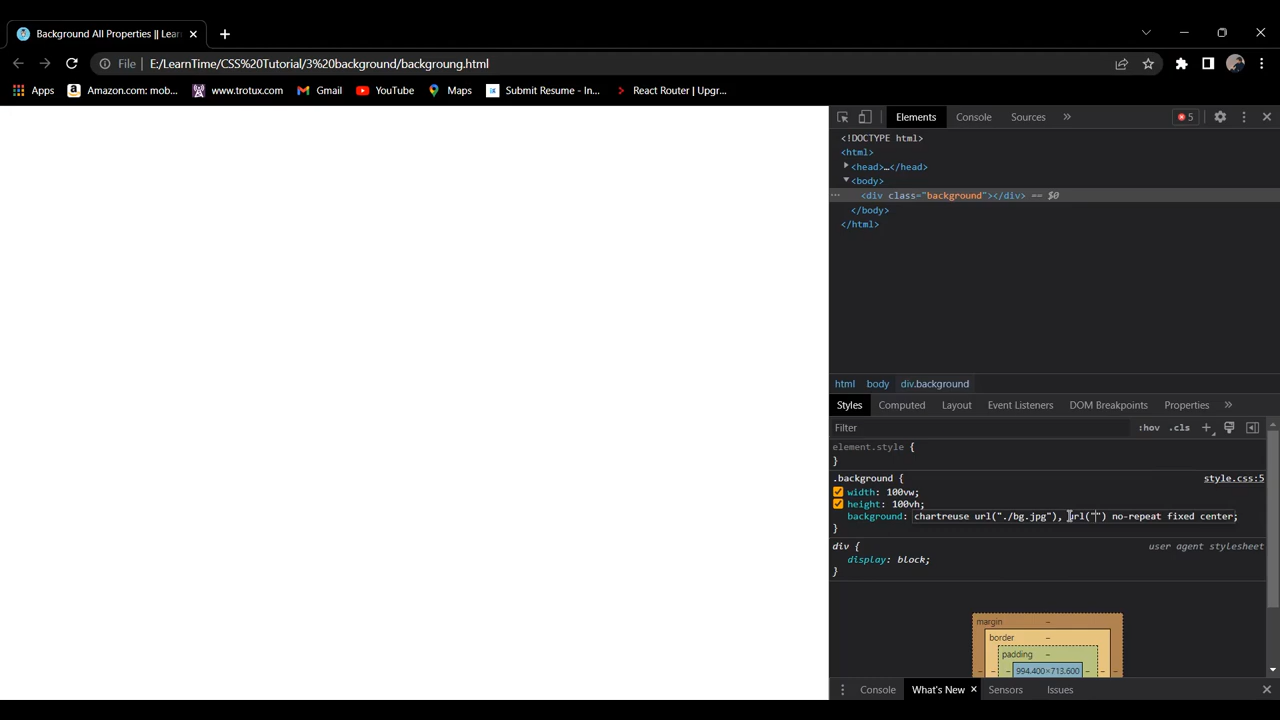 Background All Properties || Learn
File E:/LearnTime/CSS%20Tutorial/3%20background/backgroung.html
Apps Amazon.com: mob... www.trotux.com Gmail YouTube Maps Submit Resume - In... React Router | Upgr...
Elements Console Sources » 5
<!DOCTYPE html>
<html>
<head>…</head>
<body>
<div class="background"></div> == $0
</body>
</html>
html body div.background
Styles Computed Layout Event Listeners DOM Breakpoints Properties »
Filter :hov .cls +
element.style {
}
.background { style.css:5
width: 100vw;
height: 100vh;
background: chartreuse url("./bg.jpg"), url("") no-repeat fixed center;
}
div { user agent stylesheet
display: block;
}
margin –
border –
padding –
– – – 994.400×713.600 – – –
Console What's New × Sensors Issues